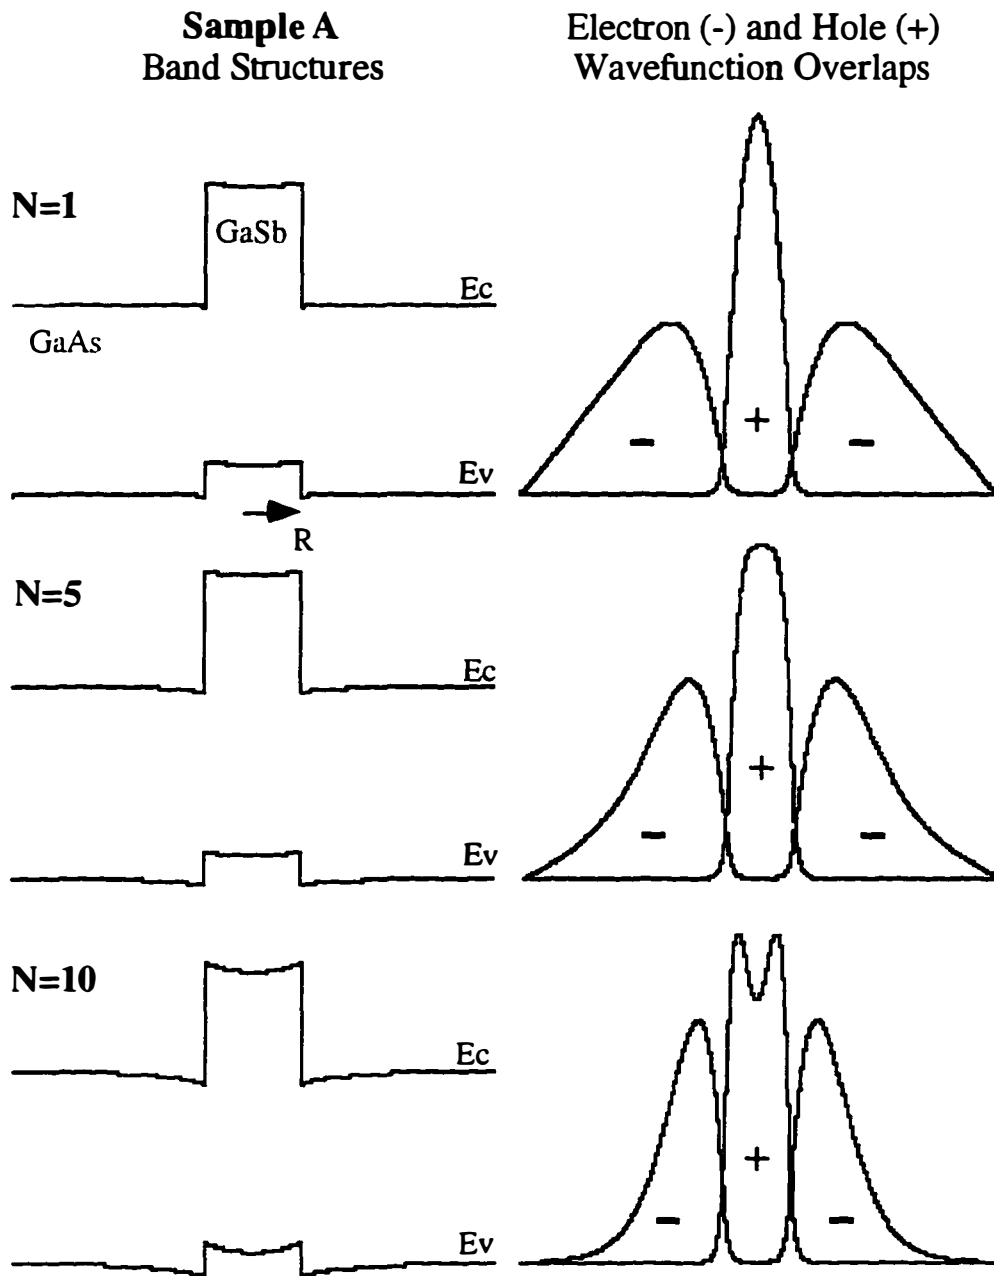 Sample A
Band Structures
Electron (-) and Hole (+)
Wavefunction Overlaps
N=1
GaSb
Ec
GaAs
Ev
R
+
-
-
N=5
Ec
Ev
+
-
-
N=10
Ec
Ev
+
-
-